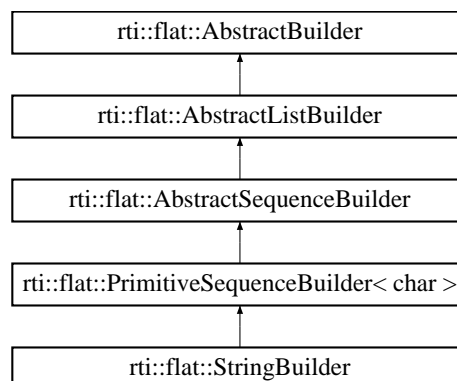 rti::flat::AbstractBuilder
rti::flat::AbstractListBuilder
rti::flat::AbstractSequenceBuilder
rti::flat::PrimitiveSequenceBuilder< char >
rti::flat::StringBuilder